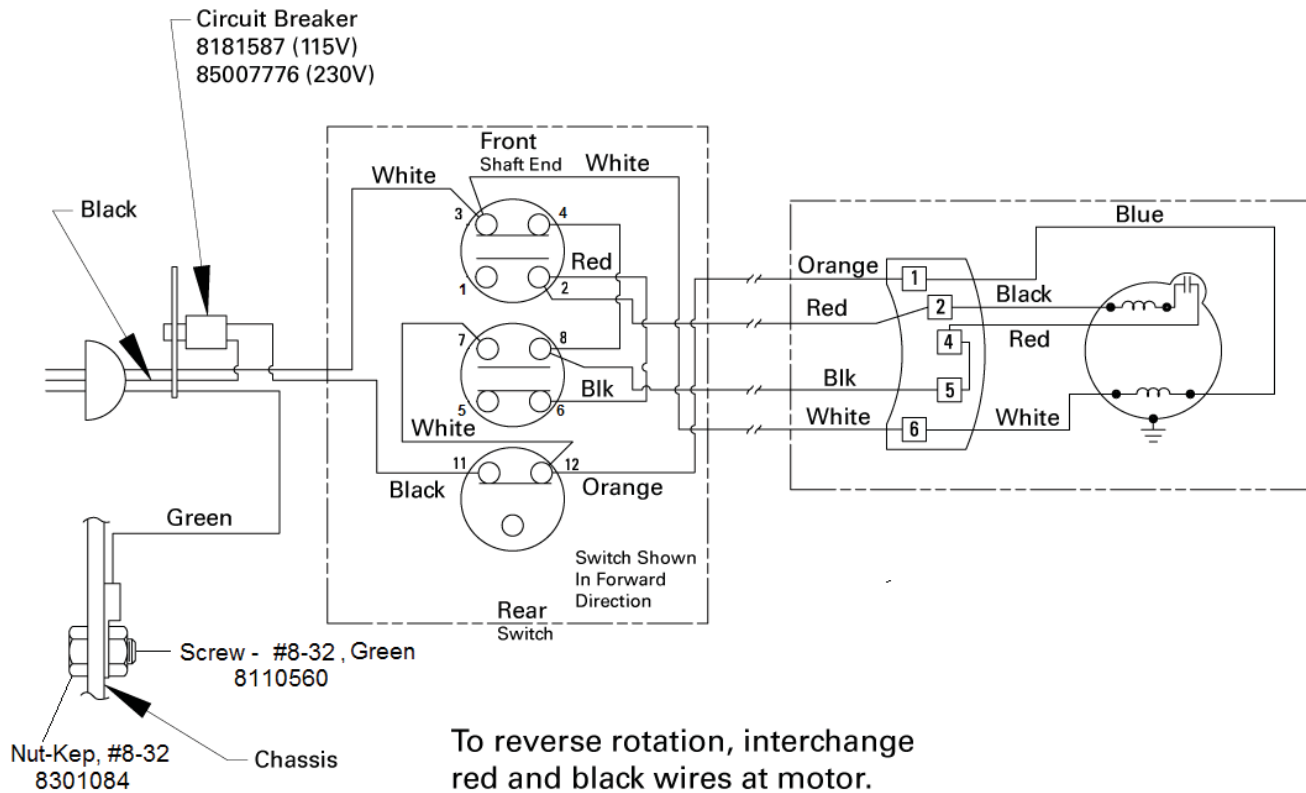 Circuit Breaker
8181587 (115V)
85007776 (230V)
Black
White
Front
Shaft End
White
3
4
1
2
Red
7
8
5
6
Blk
White
11
12
Black
Orange
Switch Shown
In Forward
Direction
Rear
Switch
Orange
Red
Blk
White
1
2
4
5
6
Blue
Black
Red
White
Green
Screw - #8-32 , Green
8110560
Nut-Kep, #8-32
8301084
Chassis
To reverse rotation, interchange
red and black wires at motor.